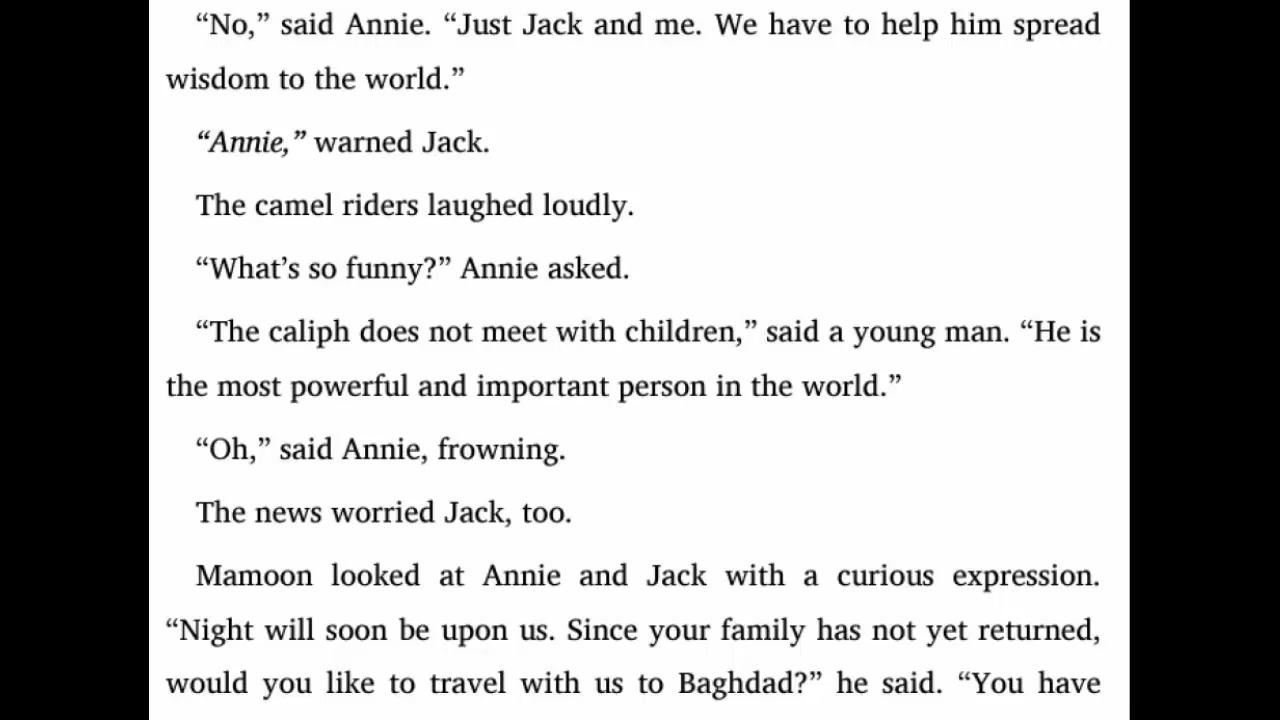 “No,” said Annie. “Just Jack and me. We have to help him spread
wisdom to the world.”
“Annie,” warned Jack.
The camel riders laughed loudly.
“What’s so funny?” Annie asked.
“The caliph does not meet with children,” said a young man. “He is
the most powerful and important person in the world.”
“Oh,” said Annie, frowning.
The news worried Jack, too.
Mamoon looked at Annie and Jack with a curious expression.
“Night will soon be upon us. Since your family has not yet returned,
would you like to travel with us to Baghdad?” he said. “You have